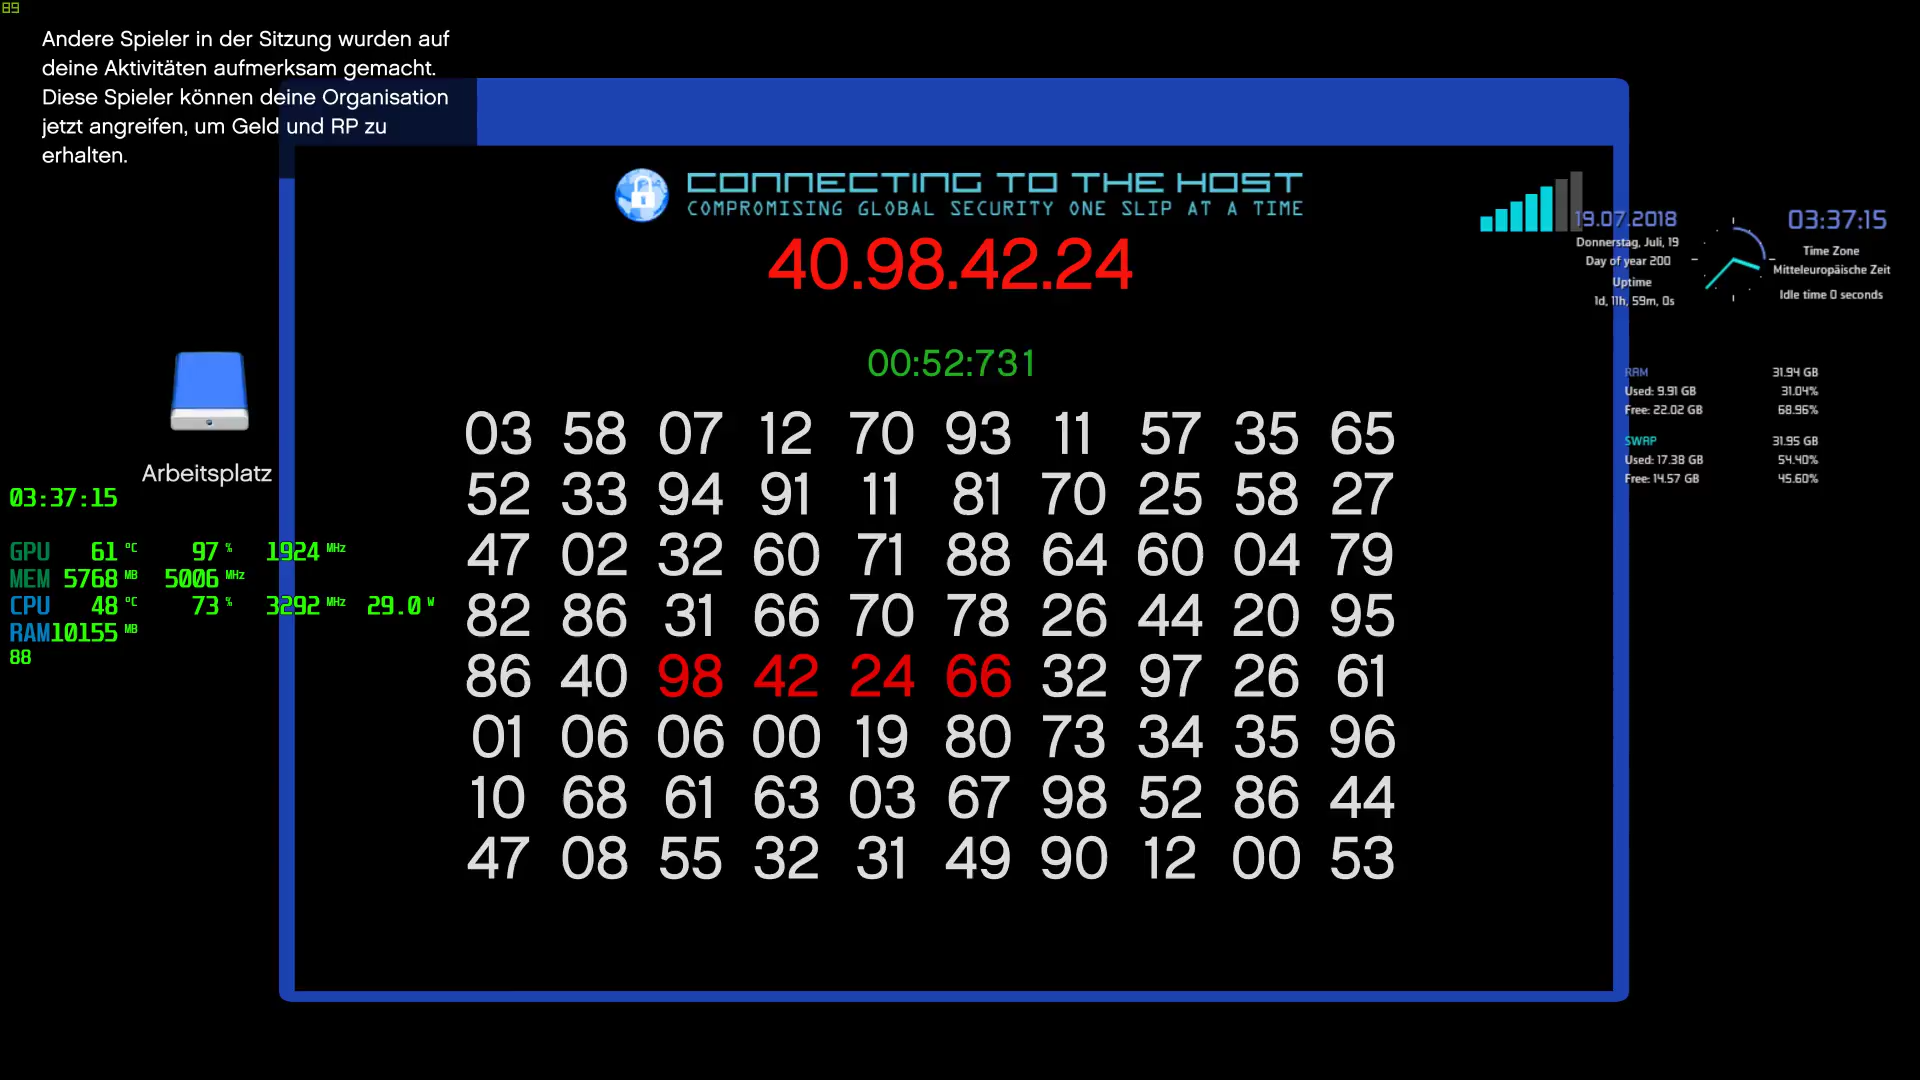 89
Andere Spieler in der Sitzung wurden auf
deine Aktivitäten aufmerksam gemacht.
Diese Spieler können deine Organisation
jetzt angreifen, um Geld und RP zu
erhalten.
CONNECTING TO THE HOST
COMPROMISING GLOBAL SECURITY ONE SLIP AT A TIME
40.98.42.24
00:52:731
03 58 07 12 70 93 11 57 35 65
52 33 94 91 11 81 70 25 58 27
47 02 32 60 71 88 64 60 04 79
82 86 31 66 70 78 26 44 20 95
86 40 98 42 24 66 32 97 26 61
01 06 06 00 19 80 73 34 35 96
10 68 61 63 03 67 98 52 86 44
47 08 55 32 31 49 90 12 00 53
Arbeitsplatz
03:37:15
GPU 61 °C 97 % 1924 MHz
MEM 5768 MB 5006 MHz
CPU 48 °C 73 % 3292 MHz 29.0 W
RAM 10155 MB
88
19.07.2018
Donnerstag, Juli, 19
Day of year 200
Uptime
1d, 11h, 59m, 0s
03:37:15
Time Zone
Mitteleuropäische Zeit
Idle time 0 seconds
RAM 31.94 GB
Used: 9.91 GB 31.04%
Free: 22.02 GB 68.96%
SWAP 31.95 GB
Used: 17.38 GB 54.40%
Free: 14.57 GB 45.60%